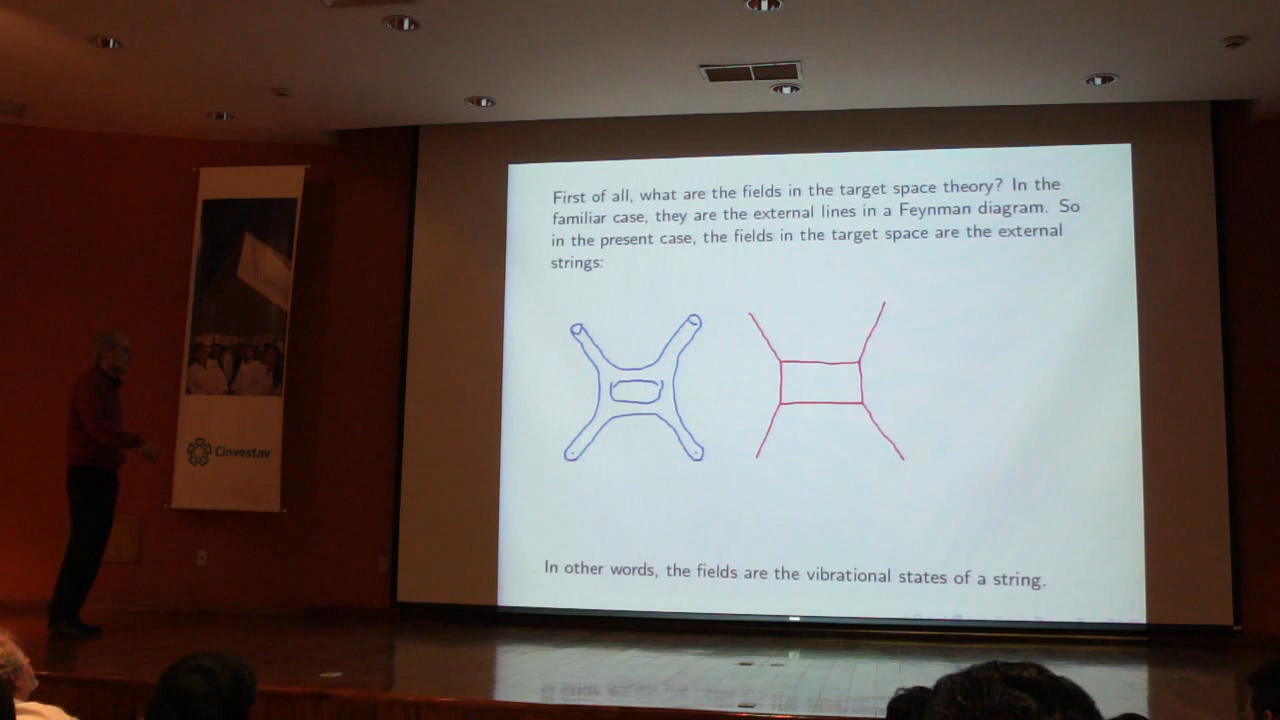 First of all, what are the fields in the target space theory? In the
familiar case, they are the external lines in a Feynman diagram. So
in the present case, the fields in the target space are the external
strings:
In other words, the fields are the vibrational states of a string.
Cinvestav